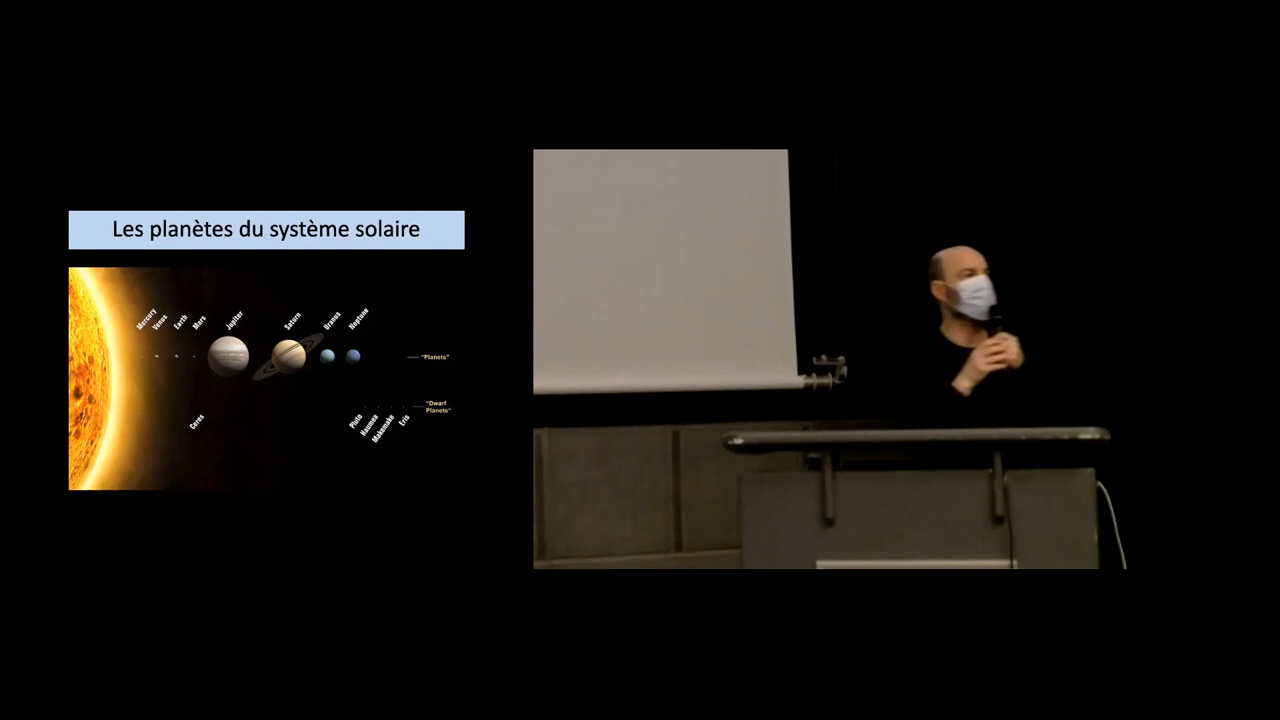 Les planètes du système solaire
Mercury
Venus
Earth
Mars
Jupiter
Saturn
Uranus
Neptune
"Planets"
Ceres
Pluto
Haumea
Makemake
Eris
"Dwarf
Planets"